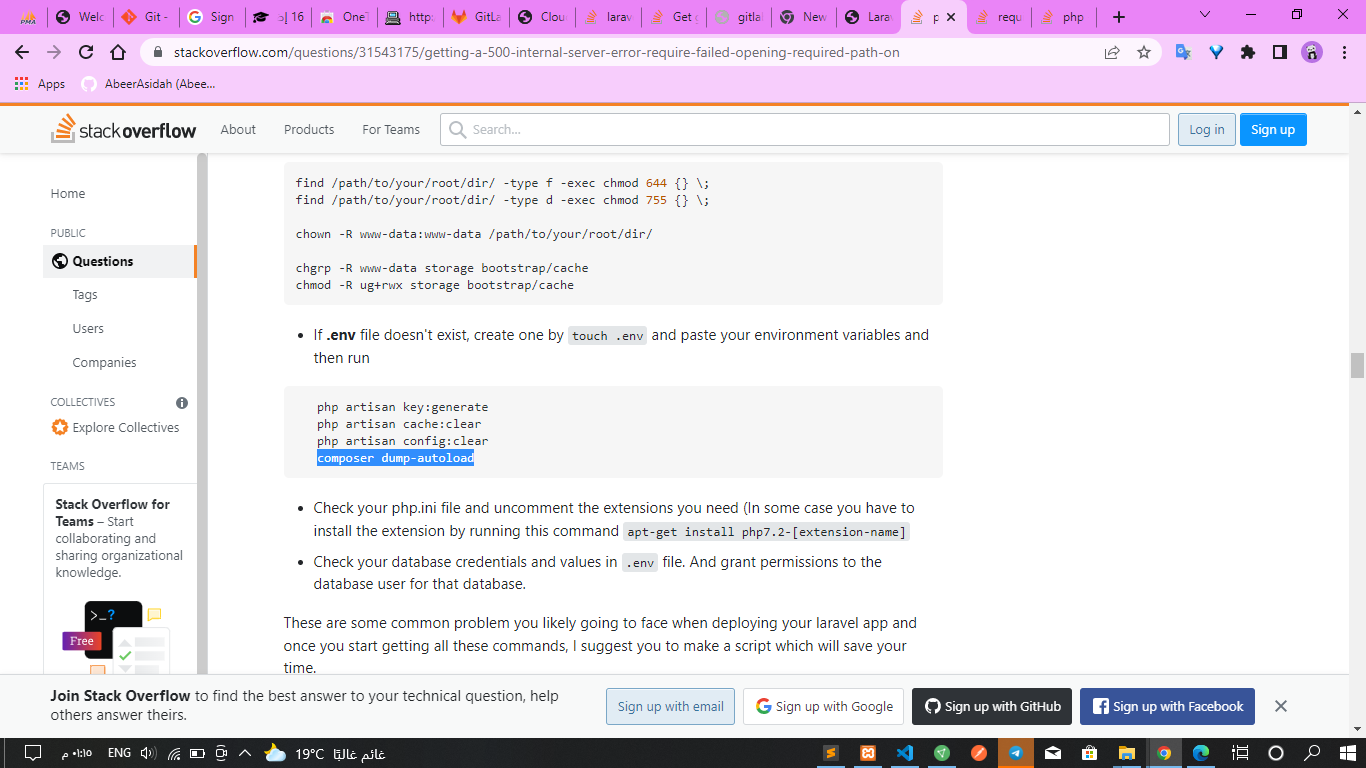 Welc
Git -
Sign
16
OneT
http:
GitLa
Clou
larav
Get g
gitlal
New
Lara
p
requ
php
stackoverflow.com/questions/31543175/getting-a-500-internal-server-error-require-failed-opening-required-path-on
Apps
AbeerAsidah (Abee...
stackoverflow
About
Products
For Teams
Search...
Log in
Sign up
Home
PUBLIC
Questions
Tags
Users
Companies
COLLECTIVES
Explore Collectives
TEAMS
Stack Overflow for
Teams – Start
collaborating and
sharing organizational
knowledge.
>_?
Free
find /path/to/your/root/dir/ -type f -exec chmod 644 {} \;
find /path/to/your/root/dir/ -type d -exec chmod 755 {} \;
chown -R www-data:www-data /path/to/your/root/dir/
chgrp -R www-data storage bootstrap/cache
chmod -R ug+rwx storage bootstrap/cache
• If .env file doesn't exist, create one by touch .env and paste your environment variables and
then run
php artisan key:generate
php artisan cache:clear
php artisan config:clear
composer dump-autoload
• Check your php.ini file and uncomment the extensions you need (In some case you have to
install the extension by running this command apt-get install php7.2-[extension-name]
• Check your database credentials and values in .env file. And grant permissions to the
database user for that database.
These are some common problem you likely going to face when deploying your laravel app and
once you start getting all these commands, I suggest you to make a script which will save your
time.
Join Stack Overflow to find the best answer to your technical question, help
others answer theirs.
Sign up with email
Sign up with Google
Sign up with GitHub
Sign up with Facebook
٠١:١٥ م
ENG
19°C
غائم غالبًا